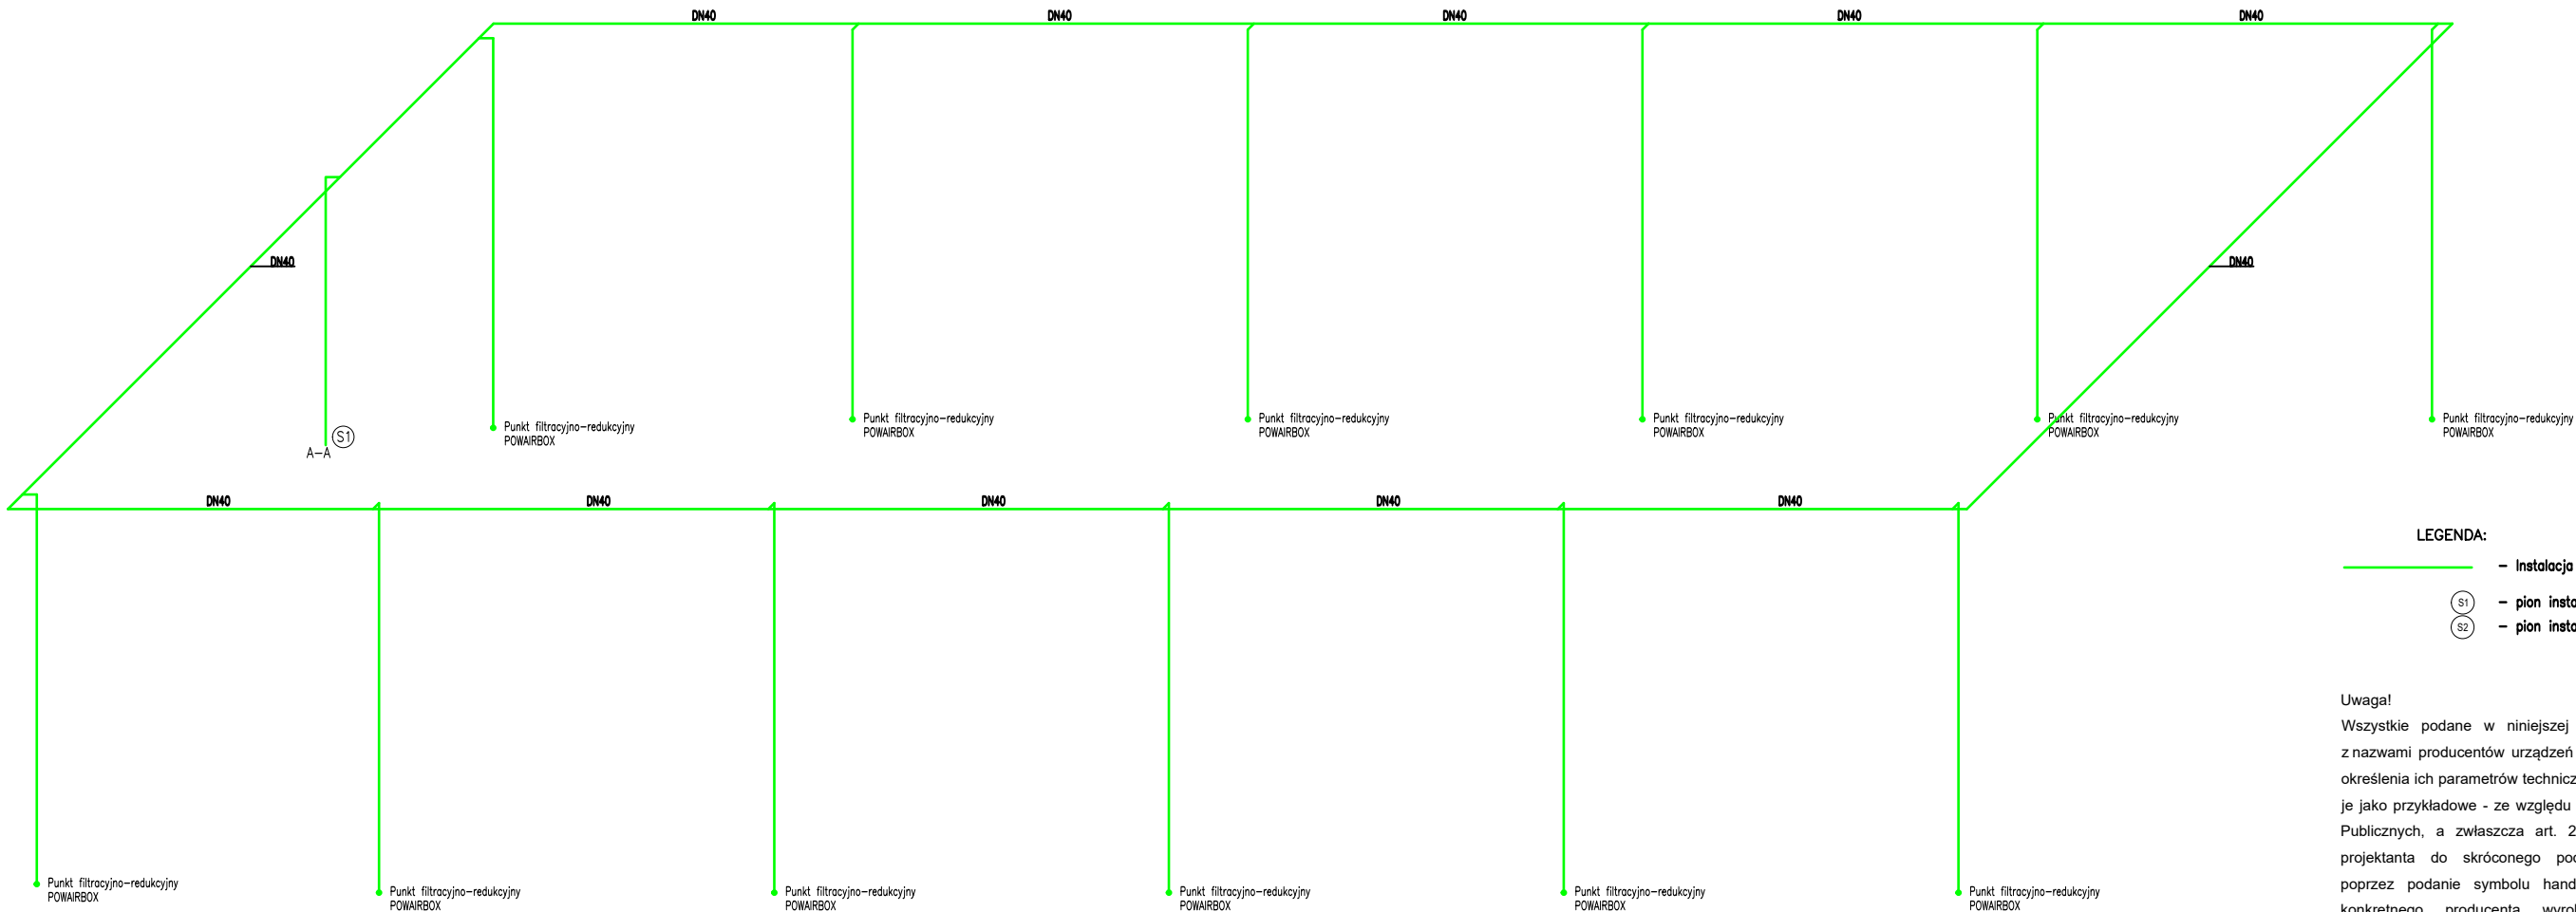 DN40 DN40 DN40 DN40 DN40
DN40 DN40
Punkt filtracyjno-redukcyjny
POWAIRBOX
Punkt filtracyjno-redukcyjny
POWAIRBOX
Punkt filtracyjno-redukcyjny
POWAIRBOX
Punkt filtracyjno-redukcyjny
POWAIRBOX
Punkt filtracyjno-redukcyjny
POWAIRBOX
Punkt filtracyjno-redukcyjny
POWAIRBOX
S1
A-A
DN40 DN40 DN40 DN40 DN40
LEGENDA:
- Instalacja
S1 - pion
S2 - pion
Uwaga!
Wszystkie podane w niniejszej
z nazwami producentów urządzeń
określenia ich parametrów
je jako przykładowe - ze względu
Publicznych, a zwłaszcza art.
projektanta do skróconego
poprzez podanie symbolu
konkretnego producenta
Punkt filtracyjno-redukcyjny
POWAIRBOX
Punkt filtracyjno-redukcyjny
POWAIRBOX
Punkt filtracyjno-redukcyjny
POWAIRBOX
Punkt filtracyjno-redukcyjny
POWAIRBOX
Punkt filtracyjno-redukcyjny
POWAIRBOX
Punkt filtracyjno-redukcyjny
POWAIRBOX